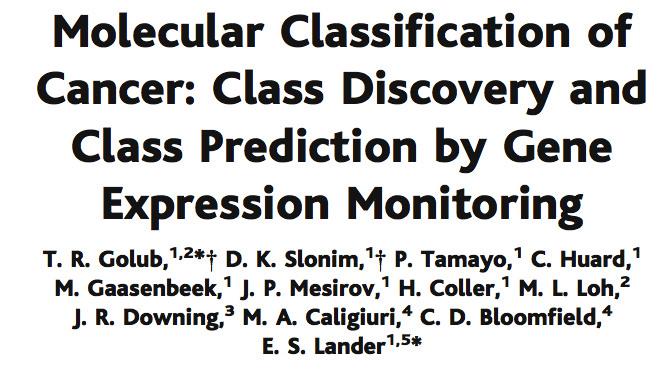 Molecular Classification of
Cancer: Class Discovery and
Class Prediction by Gene
Expression Monitoring
T. R. Golub,1,2*† D. K. Slonim,1† P. Tamayo,1 C. Huard,1
M. Gaasenbeek,1 J. P. Mesirov,1 H. Coller,1 M. L. Loh,2
J. R. Downing,3 M. A. Caligiuri,4 C. D. Bloomfield,4
E. S. Lander1,5*